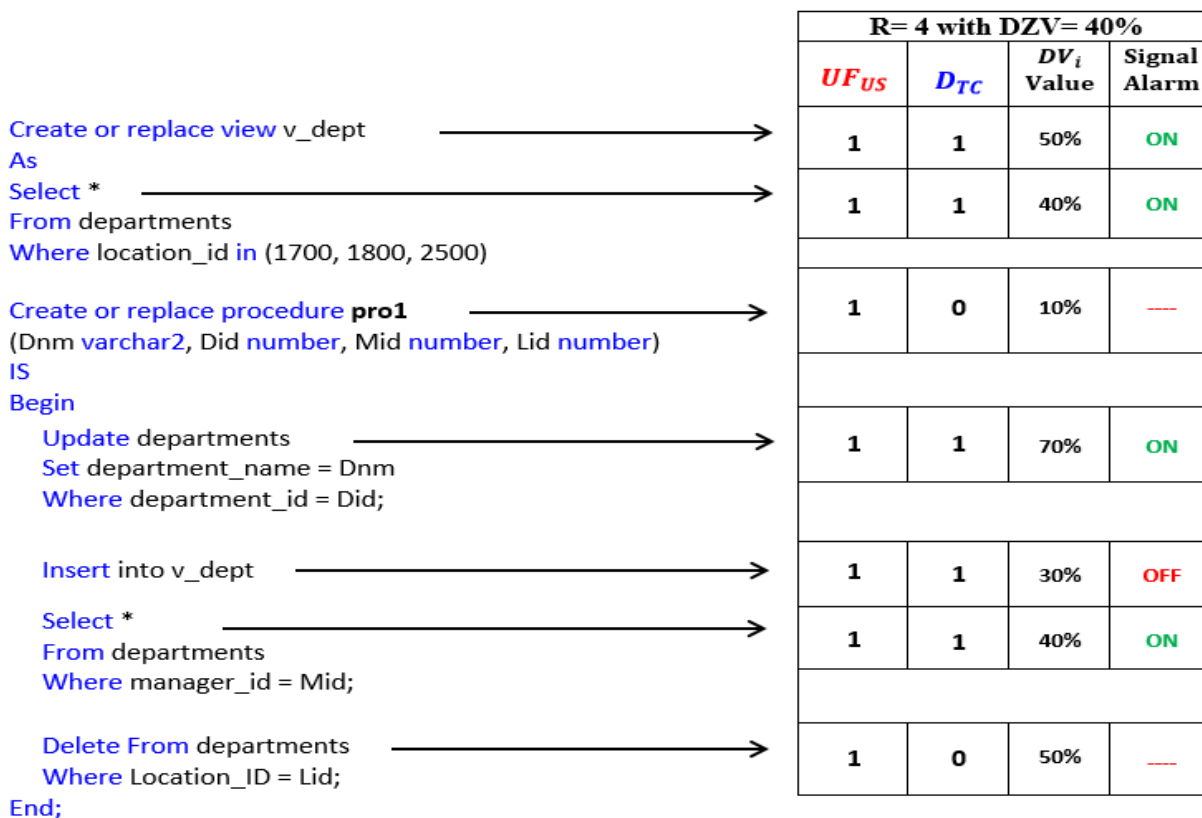 R= 4 with DZV= 40%
UF_US D_TC DV_i Value Signal Alarm
Create or replace view v_dept 1 1 50% ON
As
Select * 1 1 40% ON
From departments
Where location_id in (1700, 1800, 2500)
Create or replace procedure pro1 1 0 10% ----
(Dnm varchar2, Did number, Mid number, Lid number)
IS
Begin
Update departments 1 1 70% ON
Set department_name = Dnm
Where department_id = Did;
Insert into v_dept 1 1 30% OFF
Select * 1 1 40% ON
From departments
Where manager_id = Mid;
Delete From departments 1 0 50% ----
Where Location_ID = Lid;
End;